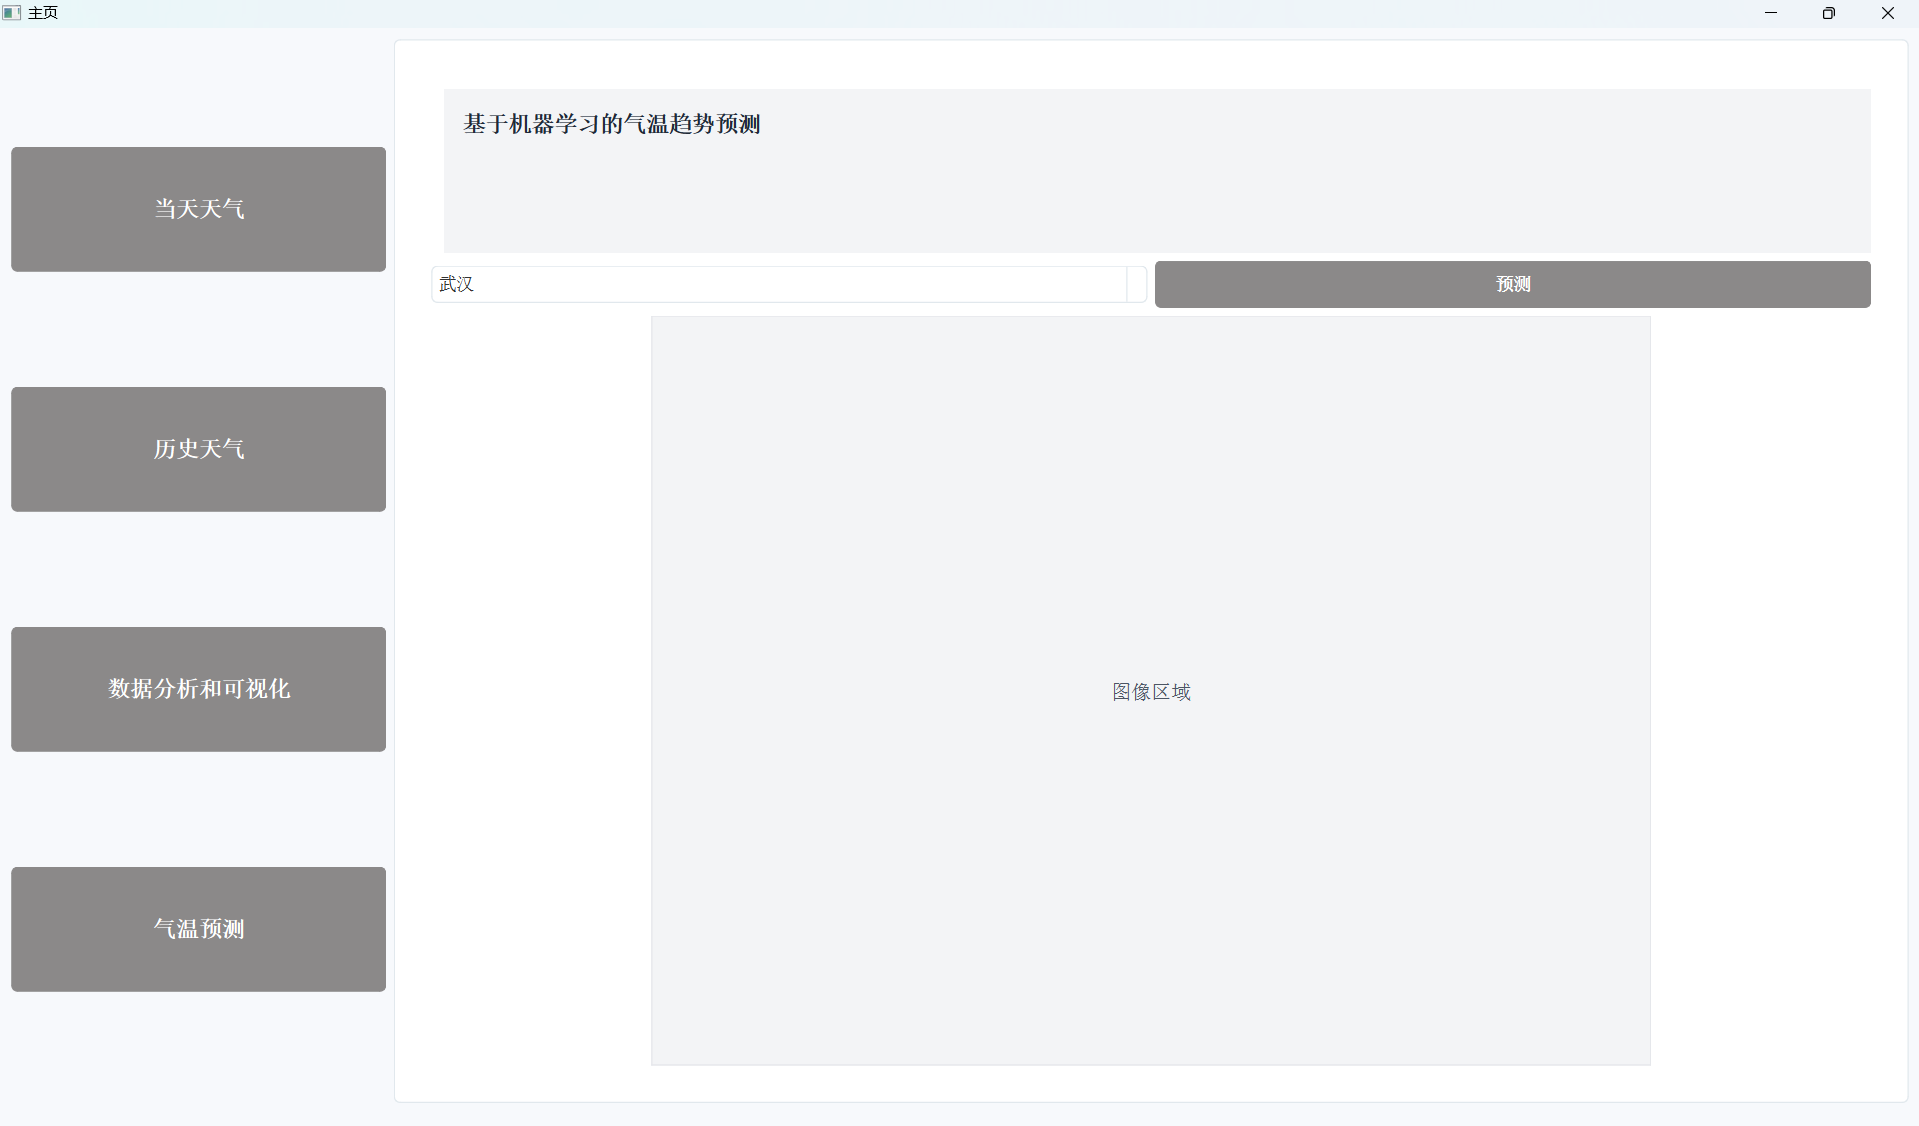 主页
当天天气
历史天气
数据分析和可视化
气温预测
基于机器学习的气温趋势预测
武汉
预测
图像区域